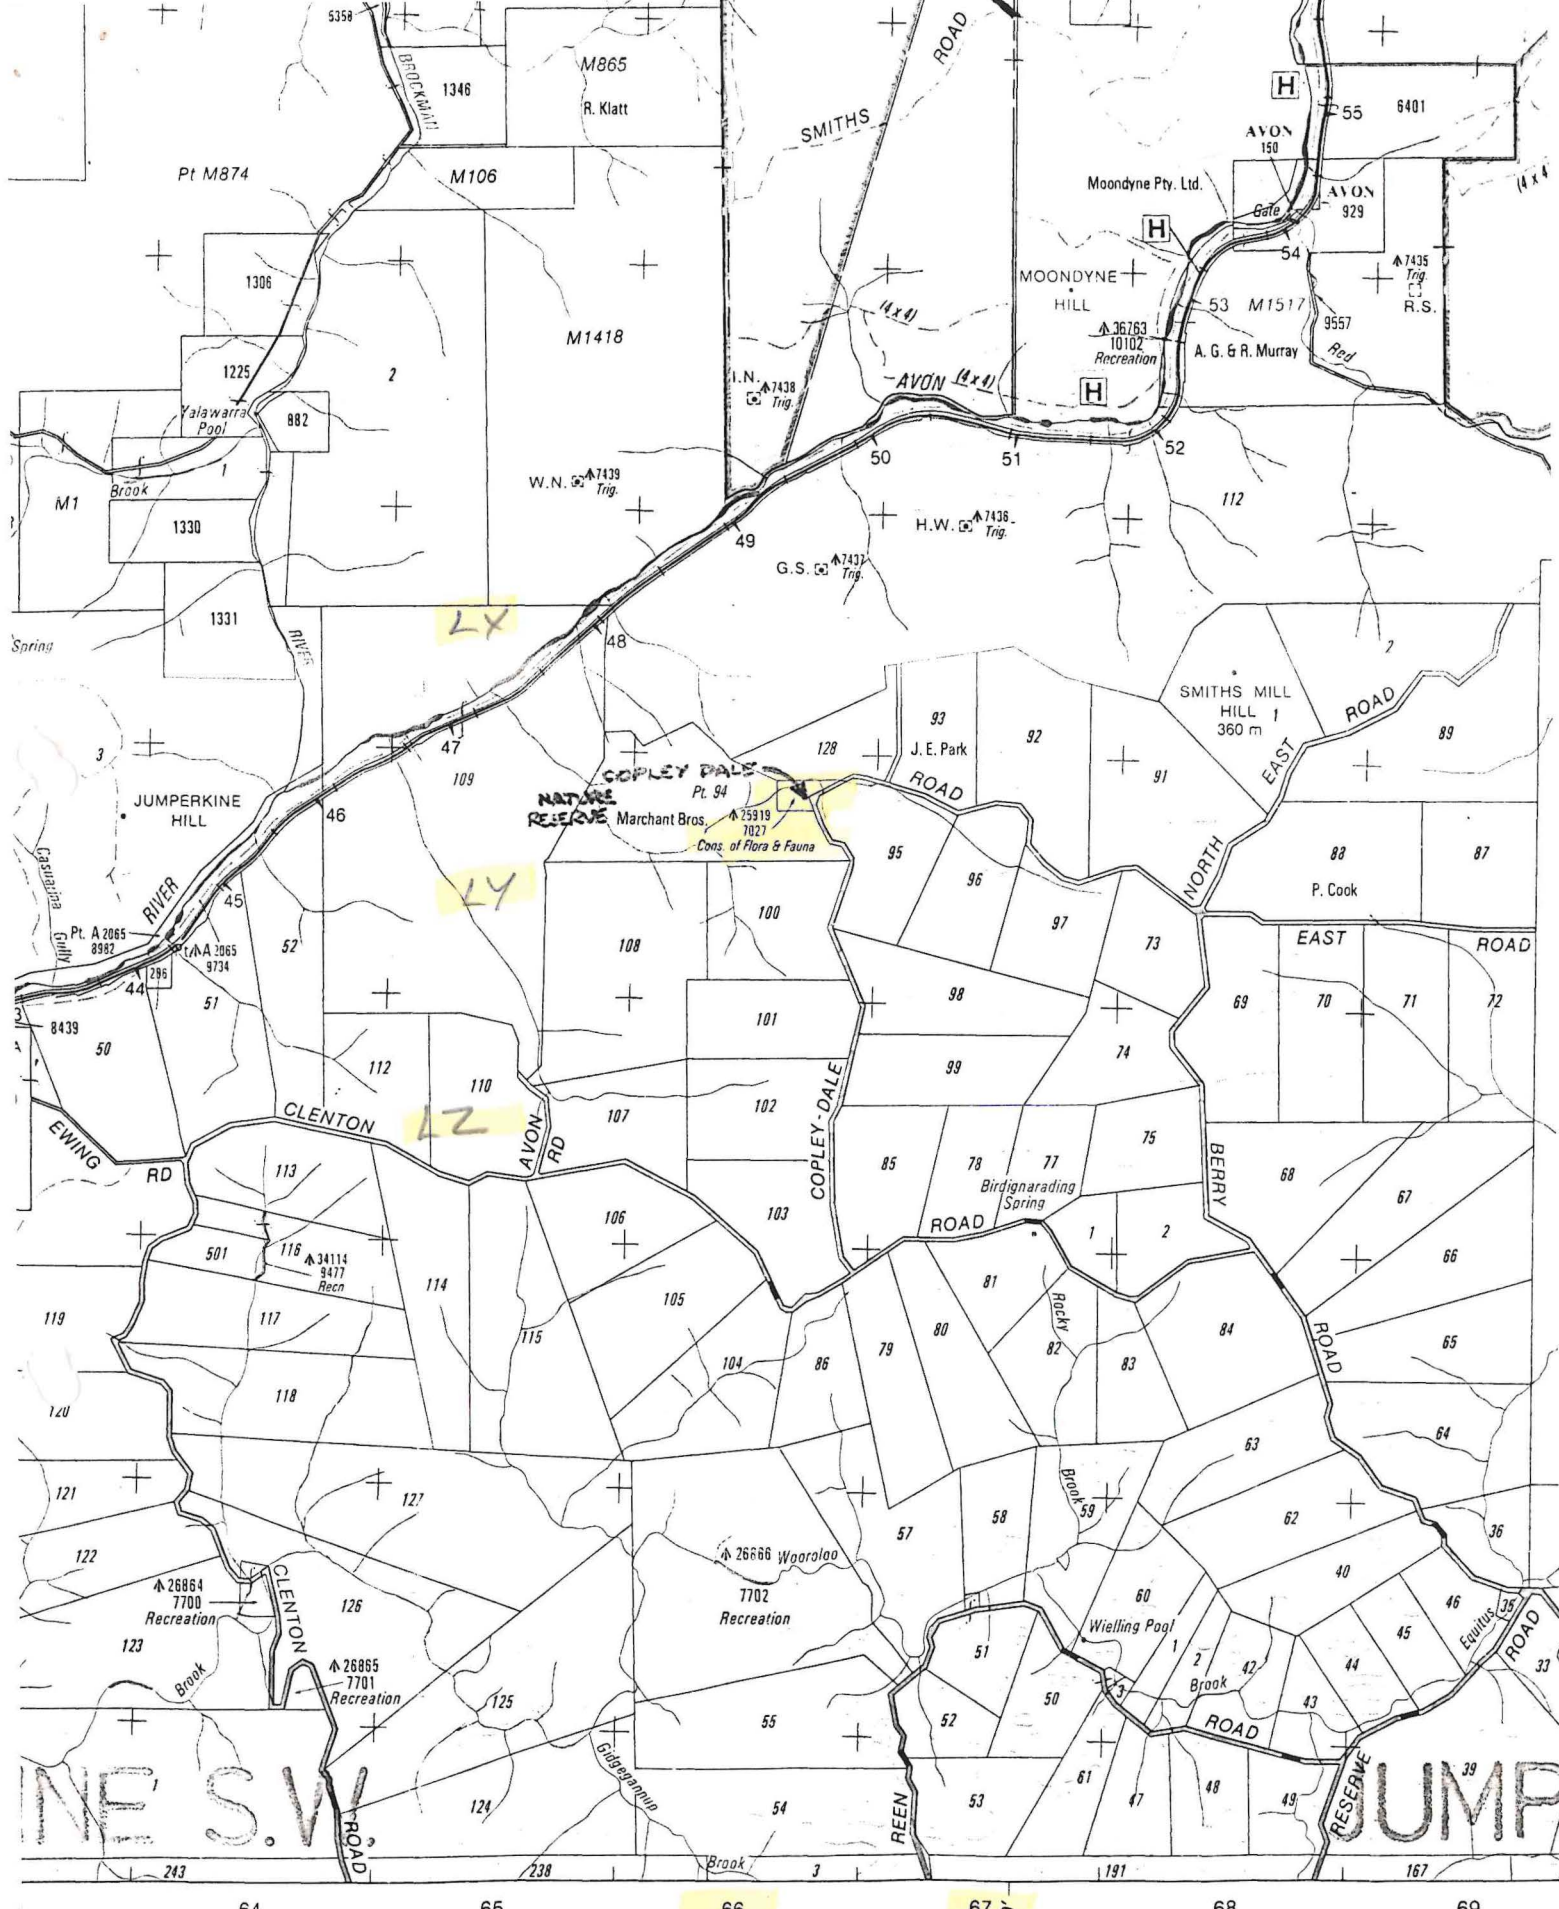 5358
BROCKMAN
1346
M865
R. Klatt
ROAD
SMITHS
H
55
6401
AVON
150
Pt M874
M106
Moondyne Pty. Ltd.
AVON
929
(4x4
Gate
H
54
1306
MOONDYNE
HILL
7435
Trig.
R.S.
53
M1517
(4x4)
36763
10102
Recreation
9557
M1418
A. G. & R. Murray
Red
1225
2
I.N.
7438
Trig.
AVON
(4x4)
H
Yalawarra
Pool
882
50
51
52
1
Brook
M1
W.N.
7439
Trig.
112
1330
H.W.
7436
Trig.
49
G.S.
7437
Trig.
1331
LX
48
RIVER
Spring
2
SMITHS MILL
HILL
360 m
1
ROAD
93
J. E. Park
92
89
128
47
EAST
3
109
COPLEY DALE
Pt. 94
91
ROAD
JUMPERKINE
HILL
46
NATURE
RESERVE
Marchant Bros.
25919
7027
Cons. of Flora & Fauna
Casuarina
Gully
95
NORTH
88
87
P. Cook
LY
96
RIVER
45
100
97
Pt. A 2065
8982
52
108
73
EAST
ROAD
A 2065
9734
286
44
51
98
69
70
71
72
101
8439
50
112
99
74
110
COPLEY-DALE
102
107
CLENTON
LZ
AVON
RD
EWING
RD
75
BERRY
113
85
78
77
68
Birdignarading
Spring
67
106
103
ROAD
1
2
501
116
34114
9477
Recn
66
114
81
119
117
105
Rocky
115
80
82
83
84
ROAD
65
79
104
86
118
120
64
63
121
127
Brook
59
58
57
62
36
122
26666
Wooroloo
7702
Recreation
40
26864
7700
Recreation
CLENTON
126
60
46
35
Wielling Pool
Equitus
ROAD
123
51
1
2
45
44
42
33
Brook
26865
7701
Recreation
125
50
3
Brook
43
55
52
ROAD
Gidgegannup
RESERVE
39
INE S.W.
1
61
JUMP
124
54
53
47
48
49
REEN
ROAD
Brook
243
238
3
191
167
64
65
66
67
68
69